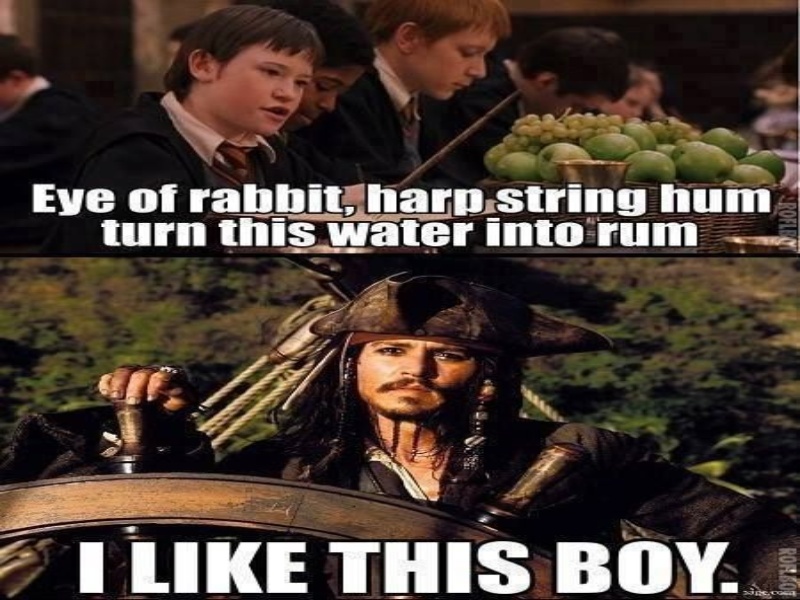 Eye of rabbit, harp string hum
turn this water into rum
I LIKE THIS BOY.